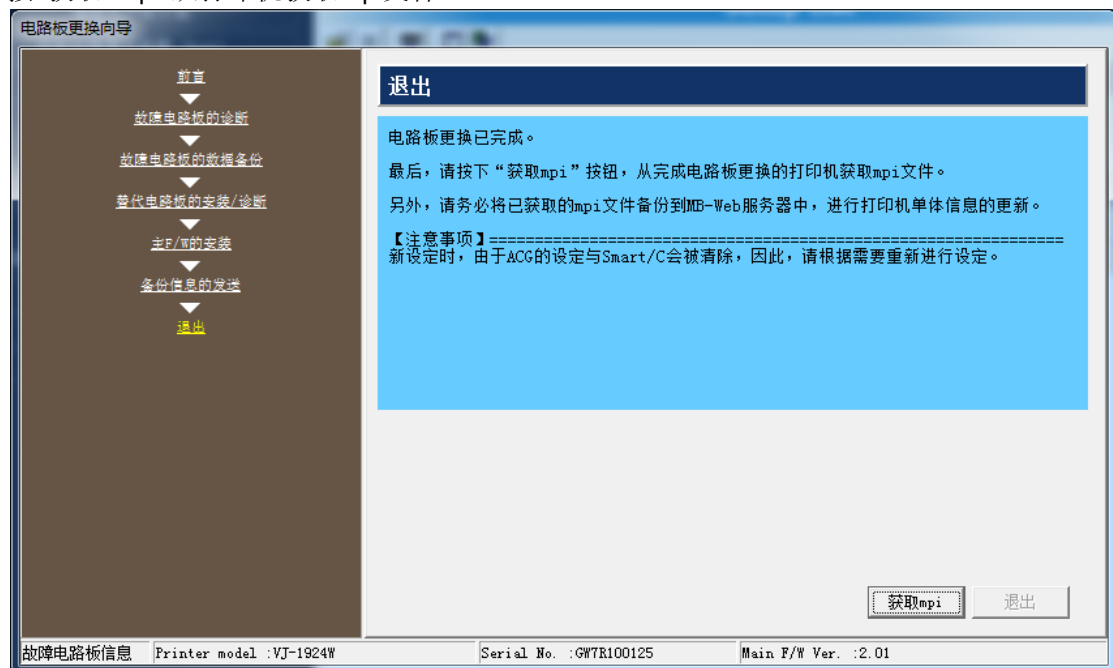 电路板更换向导
前言
故障电路板的诊断
故障电路板的数据备份
替代电路板的安装/诊断
主F/W的安装
备份信息的发送
退出
退出
电路板更换已完成。
最后，请按下“获取mpi”按钮，从完成电路板更换的打印机获取mpi文件。
另外，请务必将已获取的mpi文件备份到MB-Web服务器中，进行打印机单体信息的更新。
【注意事项】===============================================================
新设定时，由于ACG的设定与Smart/C会被清除，因此，请根据需要重新进行设定。
获取mpi
退出
故障电路板信息 Printer model :VJ-1924W Serial No. :GW7R100125 Main F/W Ver. :2.01